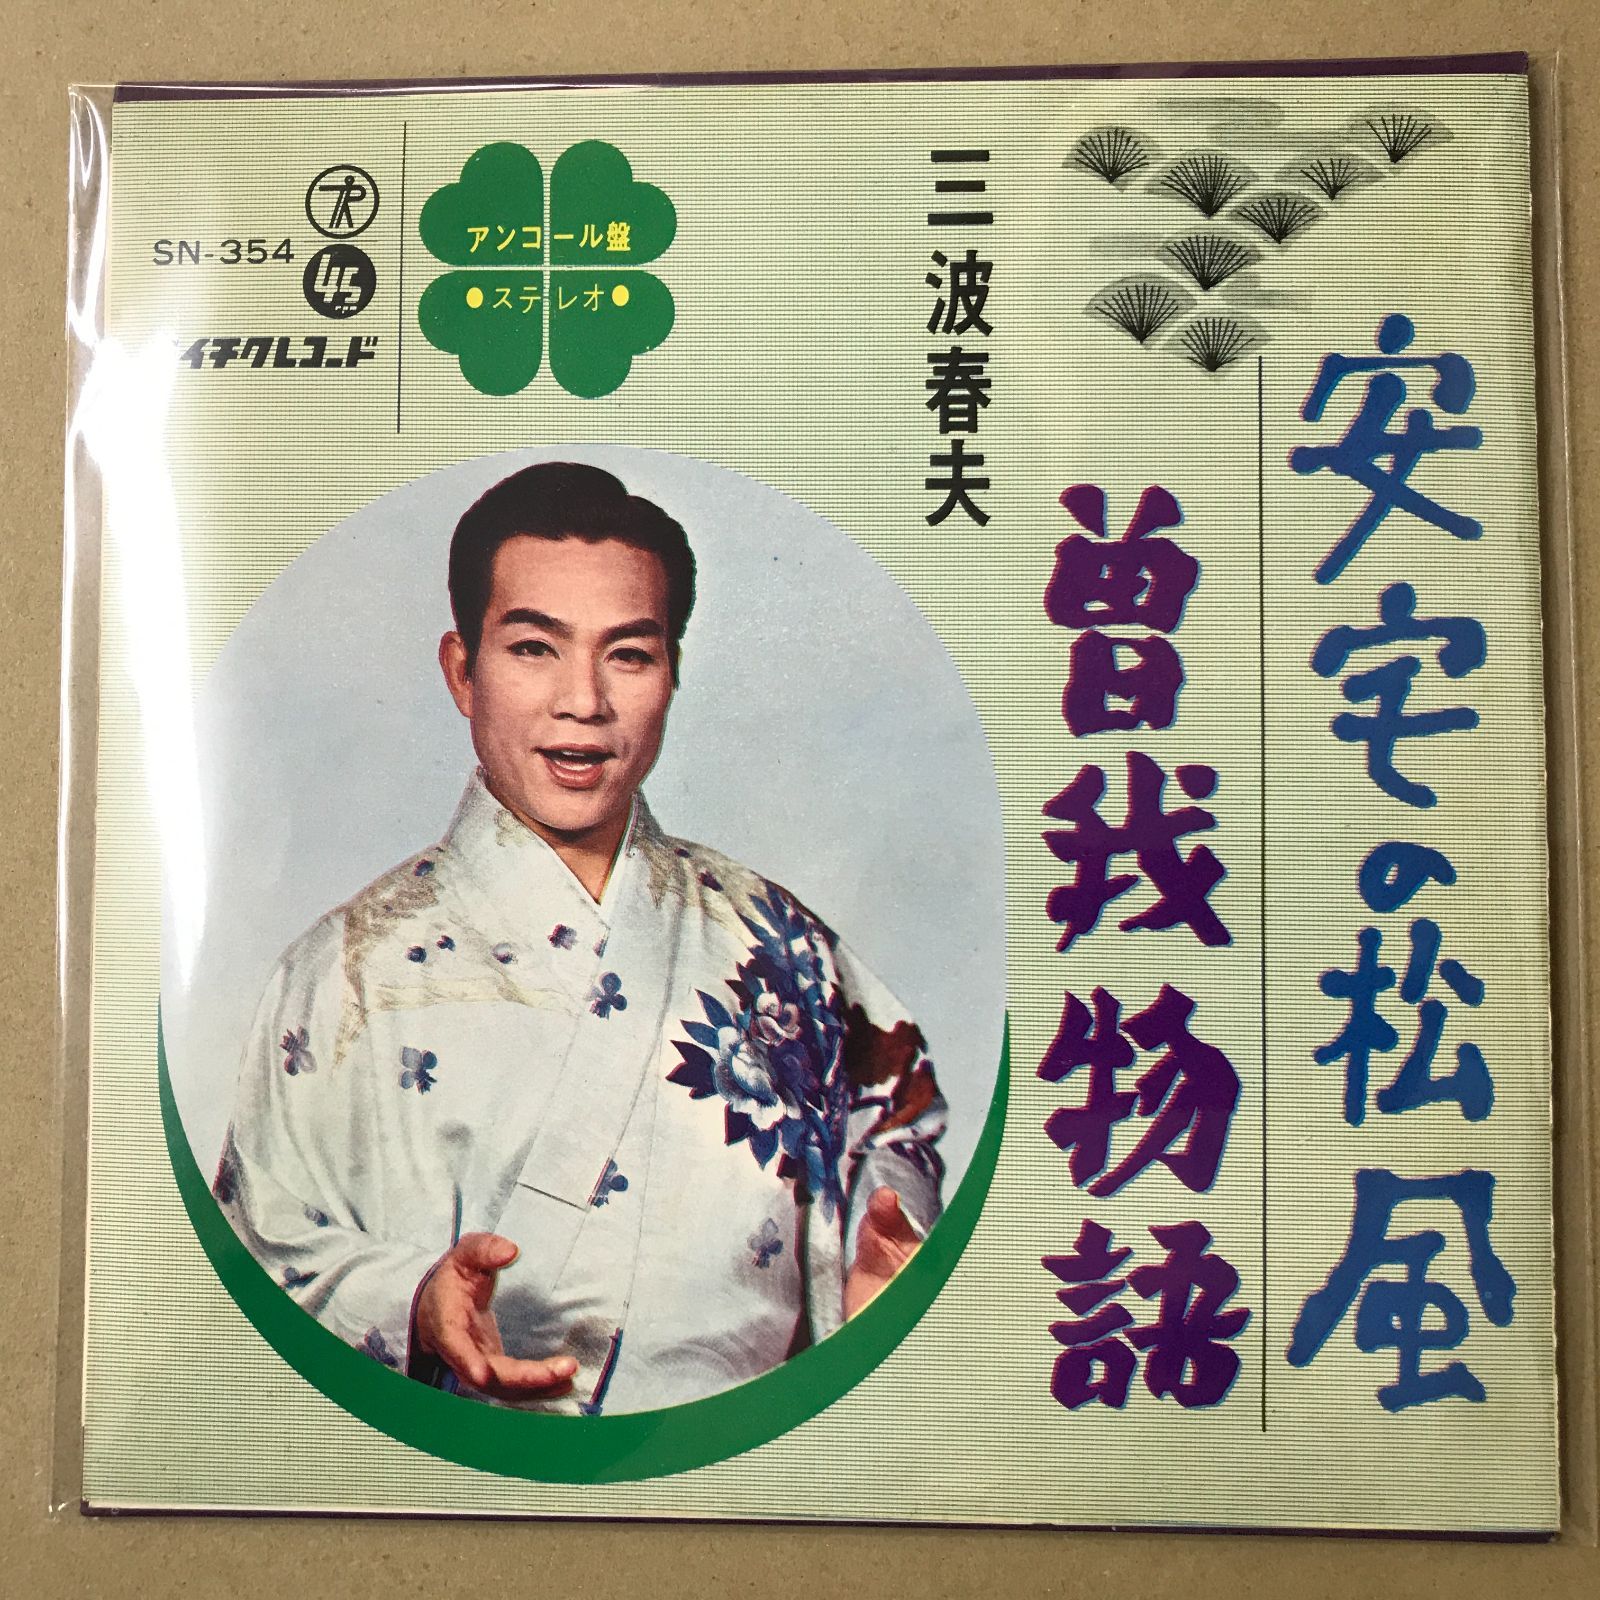 安宅の松風
曽我物語
三波春夫
アンコール盤
●ステレオ●
SN-354
45
テイチクレコード